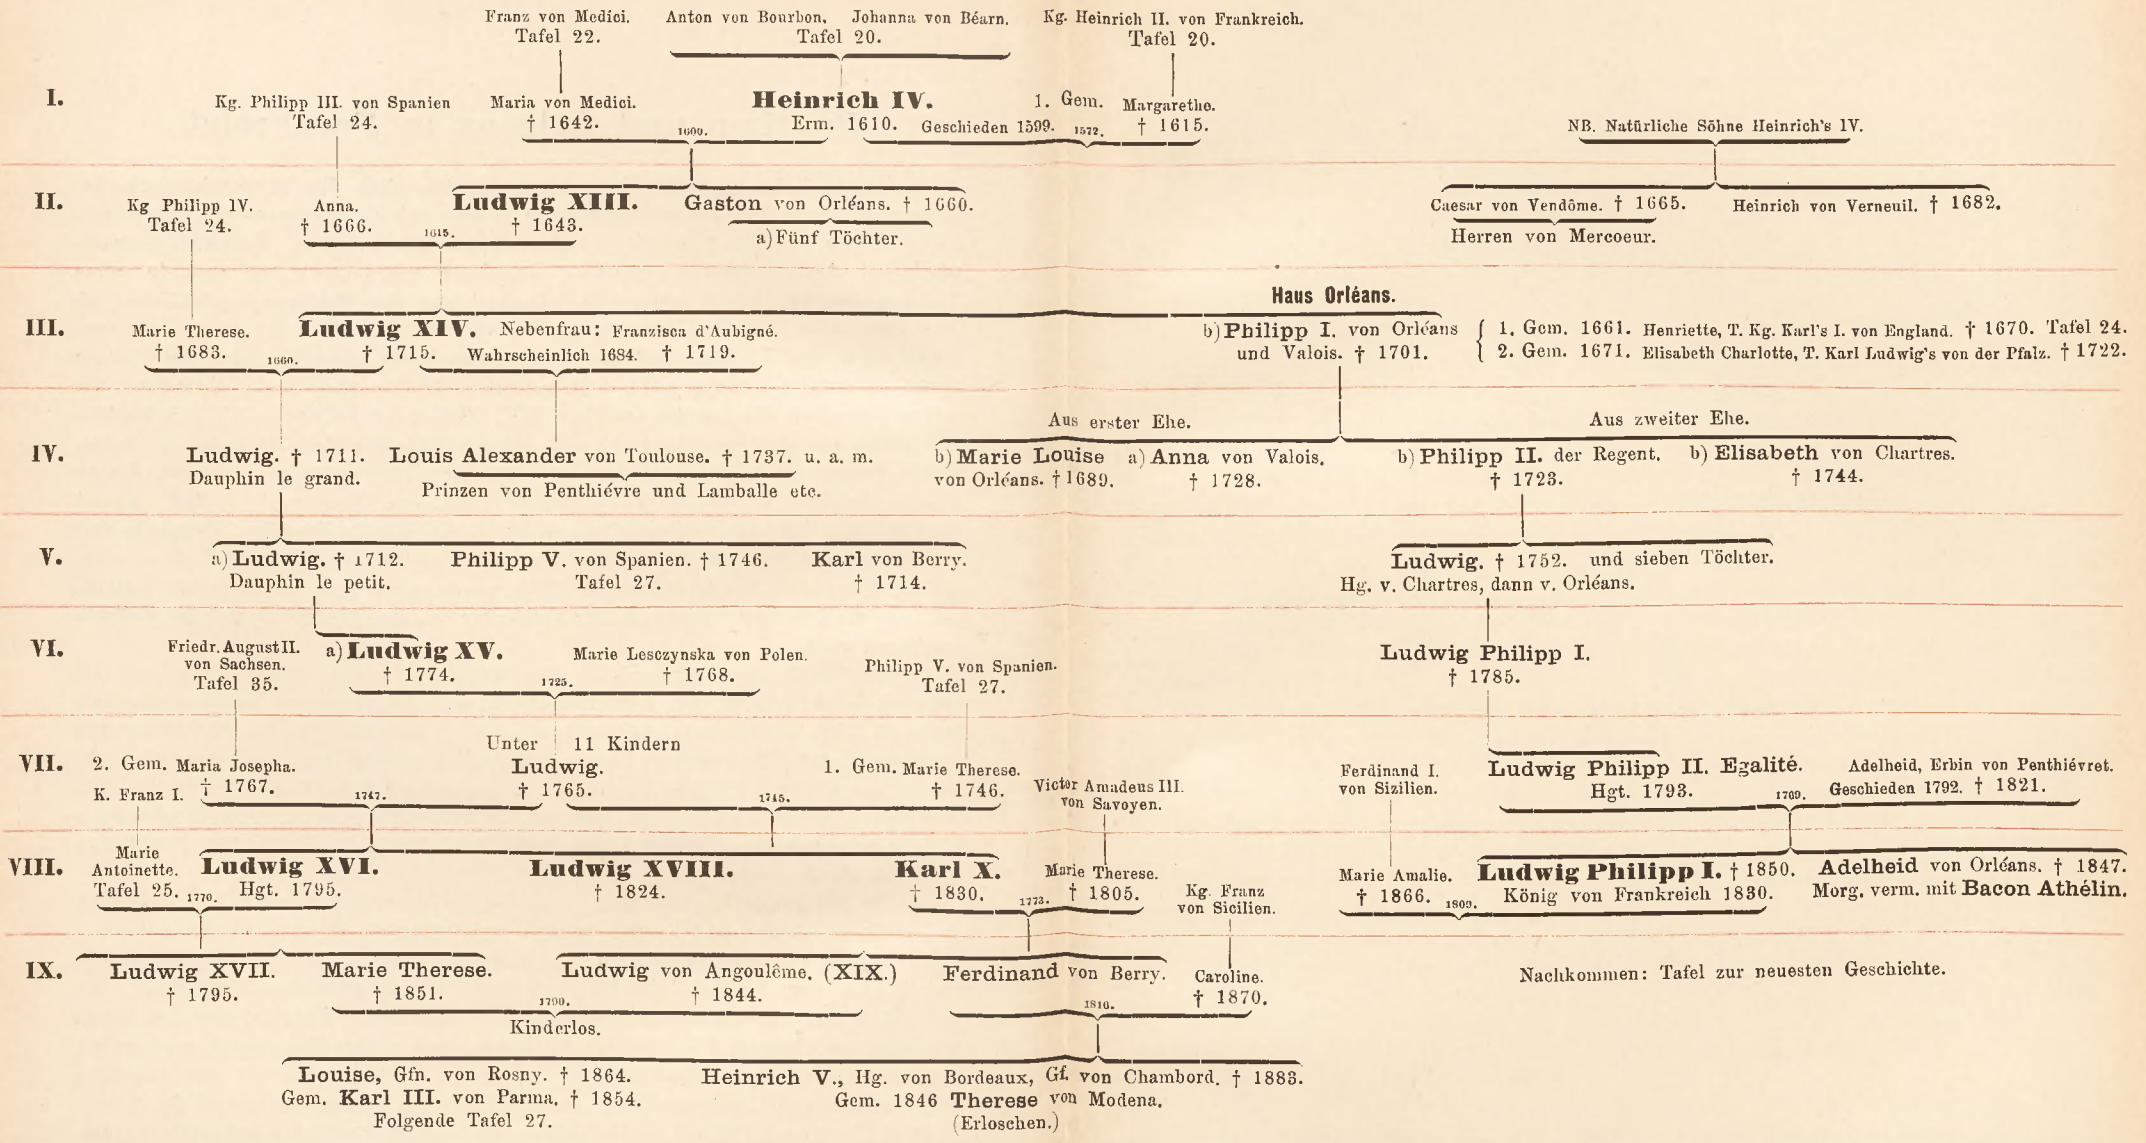 Franz von Medici. Anton von Bourbon. Johanna von Béarn. Kg. Heinrich II. von Frankreich.
Tafel 22. Tafel 20. Tafel 20.
I. Kg. Philipp III. von Spanien Maria von Medici. Heinrich IV. 1. Gem. Margarethe.
Tafel 24. † 1642. 1600. Erm. 1610. Geschieden 1599. 1572. † 1615.
NB. Natürliche Söhne Heinrich's IV.
II. Kg Philipp IV. Anna. Ludwig XIII. Gaston von Orléans. † 1660. Caesar von Vendôme. † 1665. Heinrich von Verneuil. † 1682.
Tafel 24. † 1666. 1615. † 1643. a) Fünf Töchter. Herren von Mercoeur.
Haus Orléans.
III. Marie Therese. Ludwig XIV. Nebenfrau: Franzisca d'Aubigné. b) Philipp I. von Orléans { 1. Gem. 1661. Henriette, T. Kg. Karl's I. von England. † 1670. Tafel 24.
† 1683. 1660. † 1715. Wahrscheinlich 1684. † 1719. und Valois. † 1701. 2. Gem. 1671. Elisabeth Charlotte, T. Karl Ludwig's von der Pfalz. † 1722.
Aus erster Ehe. Aus zweiter Ehe.
IV. Ludwig. † 1711. Louis Alexander von Toulouse. † 1737. u. a. m. b) Marie Louise a) Anna von Valois. b) Philipp II. der Regent. b) Elisabeth von Chartres.
Dauphin le grand. Prinzen von Penthiévre und Lamballe etc. von Orléans. † 1689. † 1728. † 1723. † 1744.
V. a) Ludwig. † 1712. Philipp V. von Spanien. † 1746. Karl von Berry. Ludwig. † 1752. und sieben Töchter.
Dauphin le petit. Tafel 27. † 1714. Hg. v. Chartres, dann v. Orléans.
VI. Friedr. August II. a) Ludwig XV. Marie Lesczynska von Polen. Philipp V. von Spanien. Ludwig Philipp I.
von Sachsen. † 1774. 1725. † 1768. Tafel 27. † 1785.
Tafel 35.
Unter 11 Kindern
VII. 2. Gem. Maria Josepha. Ludwig. 1. Gem. Marie Therese. Victor Amadeus III. Ferdinand I. Ludwig Philipp II. Egalité. Adelheid, Erbin von Penthiévret.
K. Franz I. † 1767. 1747. † 1765. 1745. † 1746. von Savoyen. von Sizilien. Hgt. 1793. 1769. Geschieden 1792. † 1821.
VIII. Marie Ludwig XVI. Ludwig XVIII. Karl X. Marie Therese. Marie Amalie. Ludwig Philipp I. † 1850. Adelheid von Orléans. † 1847.
Antoinette. Hgt. 1795. † 1824. † 1830. 1773. † 1805. Kg. Franz † 1866. 1809. König von Frankreich 1830. Morg. verm. mit Bacon Athélin.
Tafel 25. 1770. von Sicilien.
IX. Ludwig XVII. Marie Therese. Ludwig von Angoulême. (XIX.) Ferdinand von Berry. Caroline. Nachkommen: Tafel zur neuesten Geschichte.
† 1795. † 1851. 1799. † 1844. 1816. † 1870.
Kinderlos.
Louise, Gfn. von Rosny. † 1864. Heinrich V., Hg. von Bordeaux, Gf. von Chambord. † 1883.
Gem. Karl III. von Parma. † 1854. Gem. 1846 Therese von Modena.
Folgende Tafel 27. (Erloschen.)